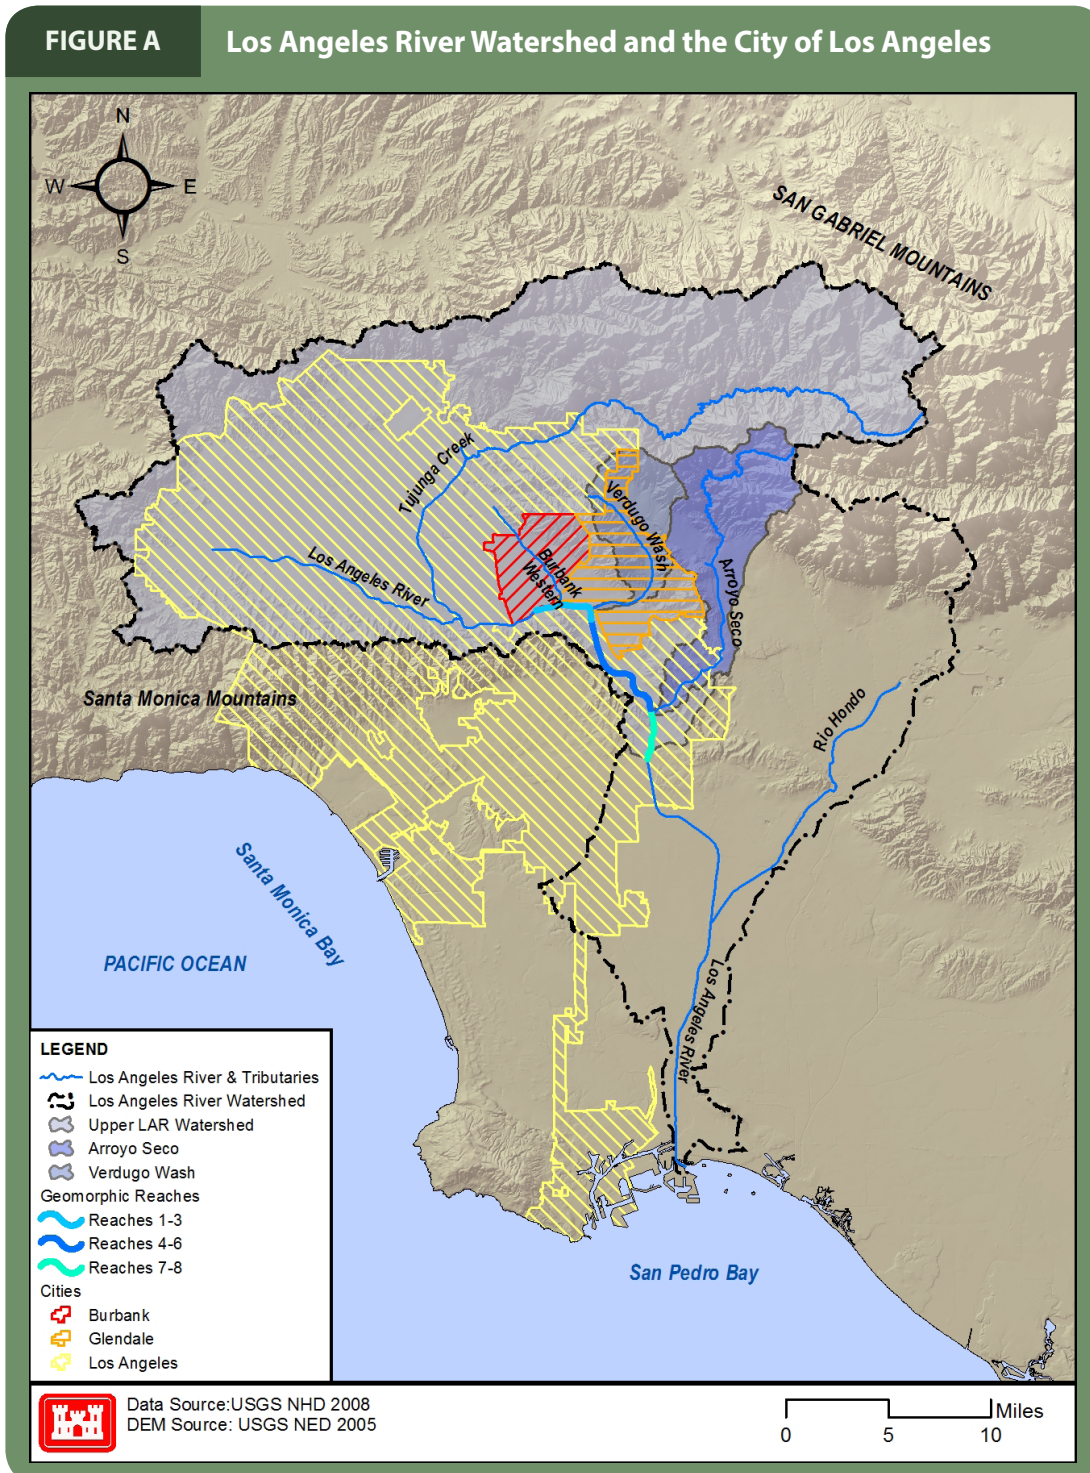 FIGURE A
Los Angeles River Watershed and the City of Los Angeles
N
W
E
S
SAN GABRIEL MOUNTAINS
Tujunga Creek
Verdugo Wash
Los Angeles River
Burbank
Western
Arroyo Seco
Santa Monica Mountains
Rio Hondo
Santa Monica Bay
PACIFIC OCEAN
Los Angeles River
San Pedro Bay
LEGEND
Los Angeles River & Tributaries
Los Angeles River Watershed
Upper LAR Watershed
Arroyo Seco
Verdugo Wash
Geomorphic Reaches
Reaches 1-3
Reaches 4-6
Reaches 7-8
Cities
Burbank
Glendale
Los Angeles
Data Source:USGS NHD 2008
DEM Source: USGS NED 2005
Miles
0 5 10